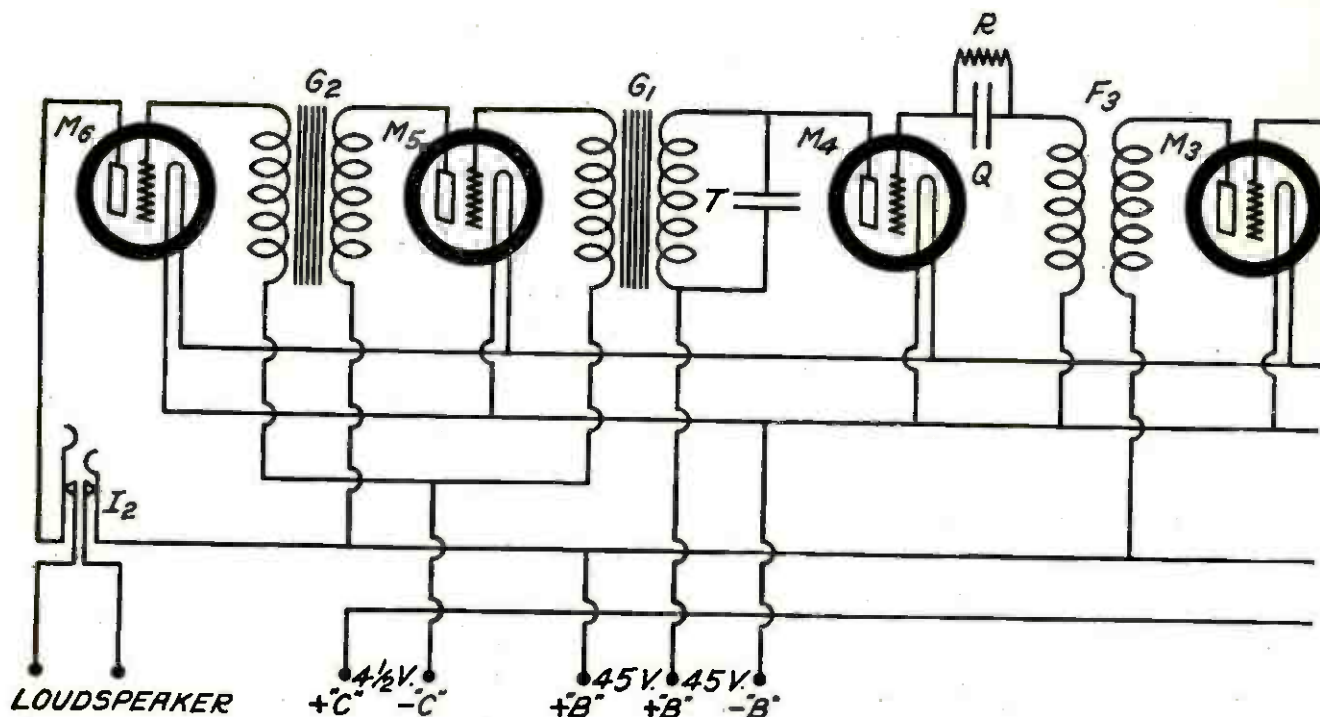 R
G2
G1
F3
M6
M5
M4
M3
Q
T
I2
4½V. 45V. 45V.
LOUDSPEAKER +"C" -"C" +"B" +"B" -"B"